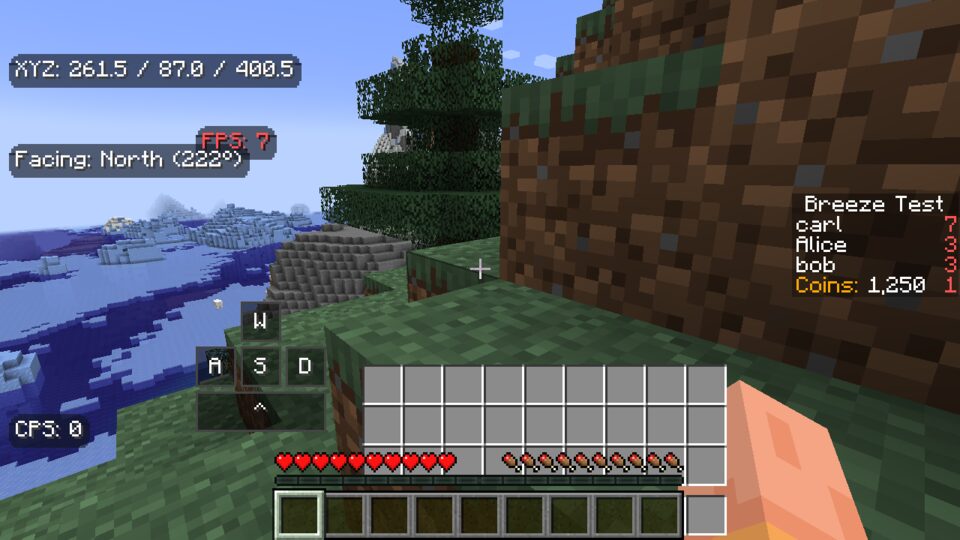 XYZ: 261.5 / 87.0 / 400.5
FPS: 7
Facing: North (222°)
Breeze Test
carl 7
Alice 3
bob 3
Coins: 1,250 1
W
A S D
^
CPS: 0